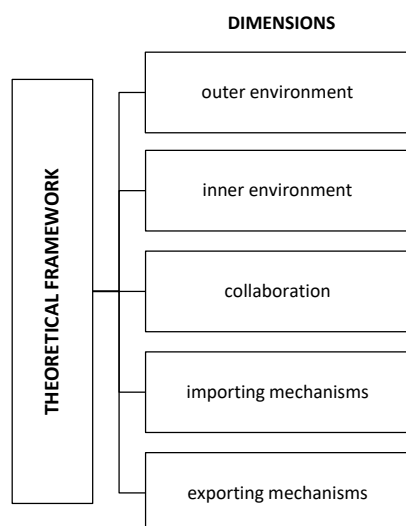 DIMENSIONS
THEORETICAL FRAMEWORK
outer environment
inner environment
collaboration
importing mechanisms
exporting mechanisms